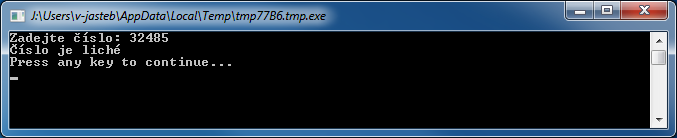 J:\Users\v-jasteb\AppData\Local\Temp\tmp77B6.tmp.exe
Zadejte číslo: 32485
Číslo je liché
Press any key to continue...